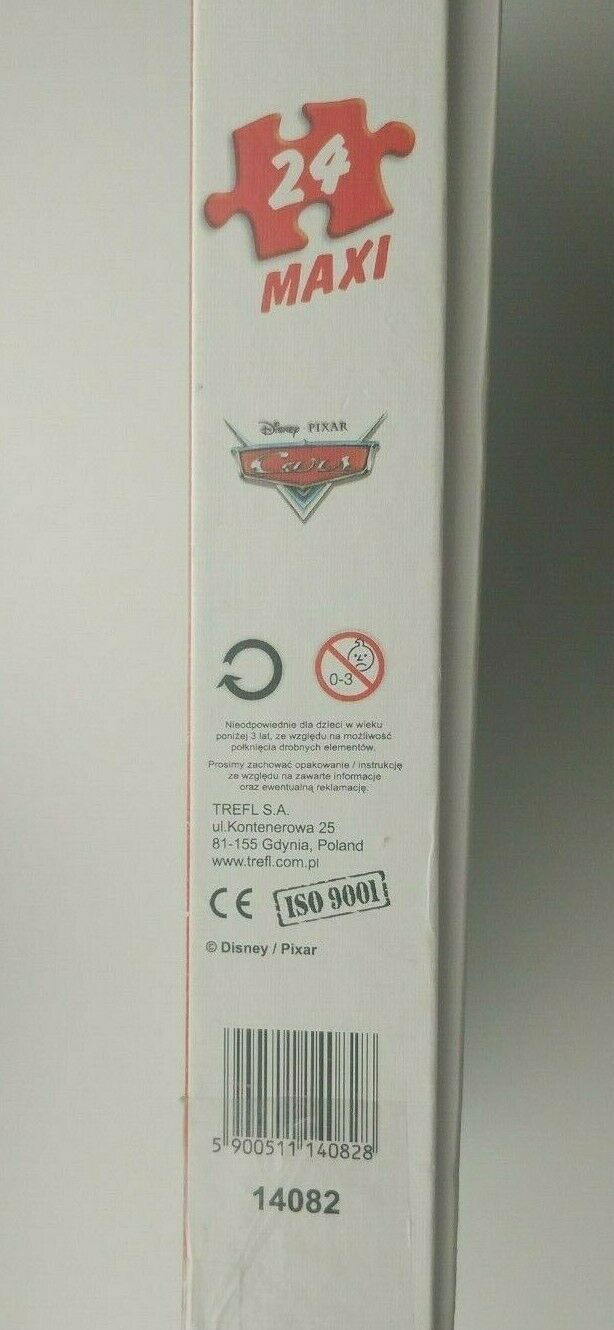 24
MAXI
Disney PIXAR
Cars
0-3
Nieodpowiednie dla dzieci w wieku
poniżej 3 lat, ze względu na możliwość
połknięcia drobnych elementów.
Prosimy zachować opakowanie / instrukcję
ze względu na zawarte informacje
oraz ewentualną reklamację.
TREFL S.A.
ul.Kontenerowa 25
81-155 Gdynia, Poland
www.trefl.com.pl
CE ISO 9001
© Disney / Pixar
5 900511 140828
14082